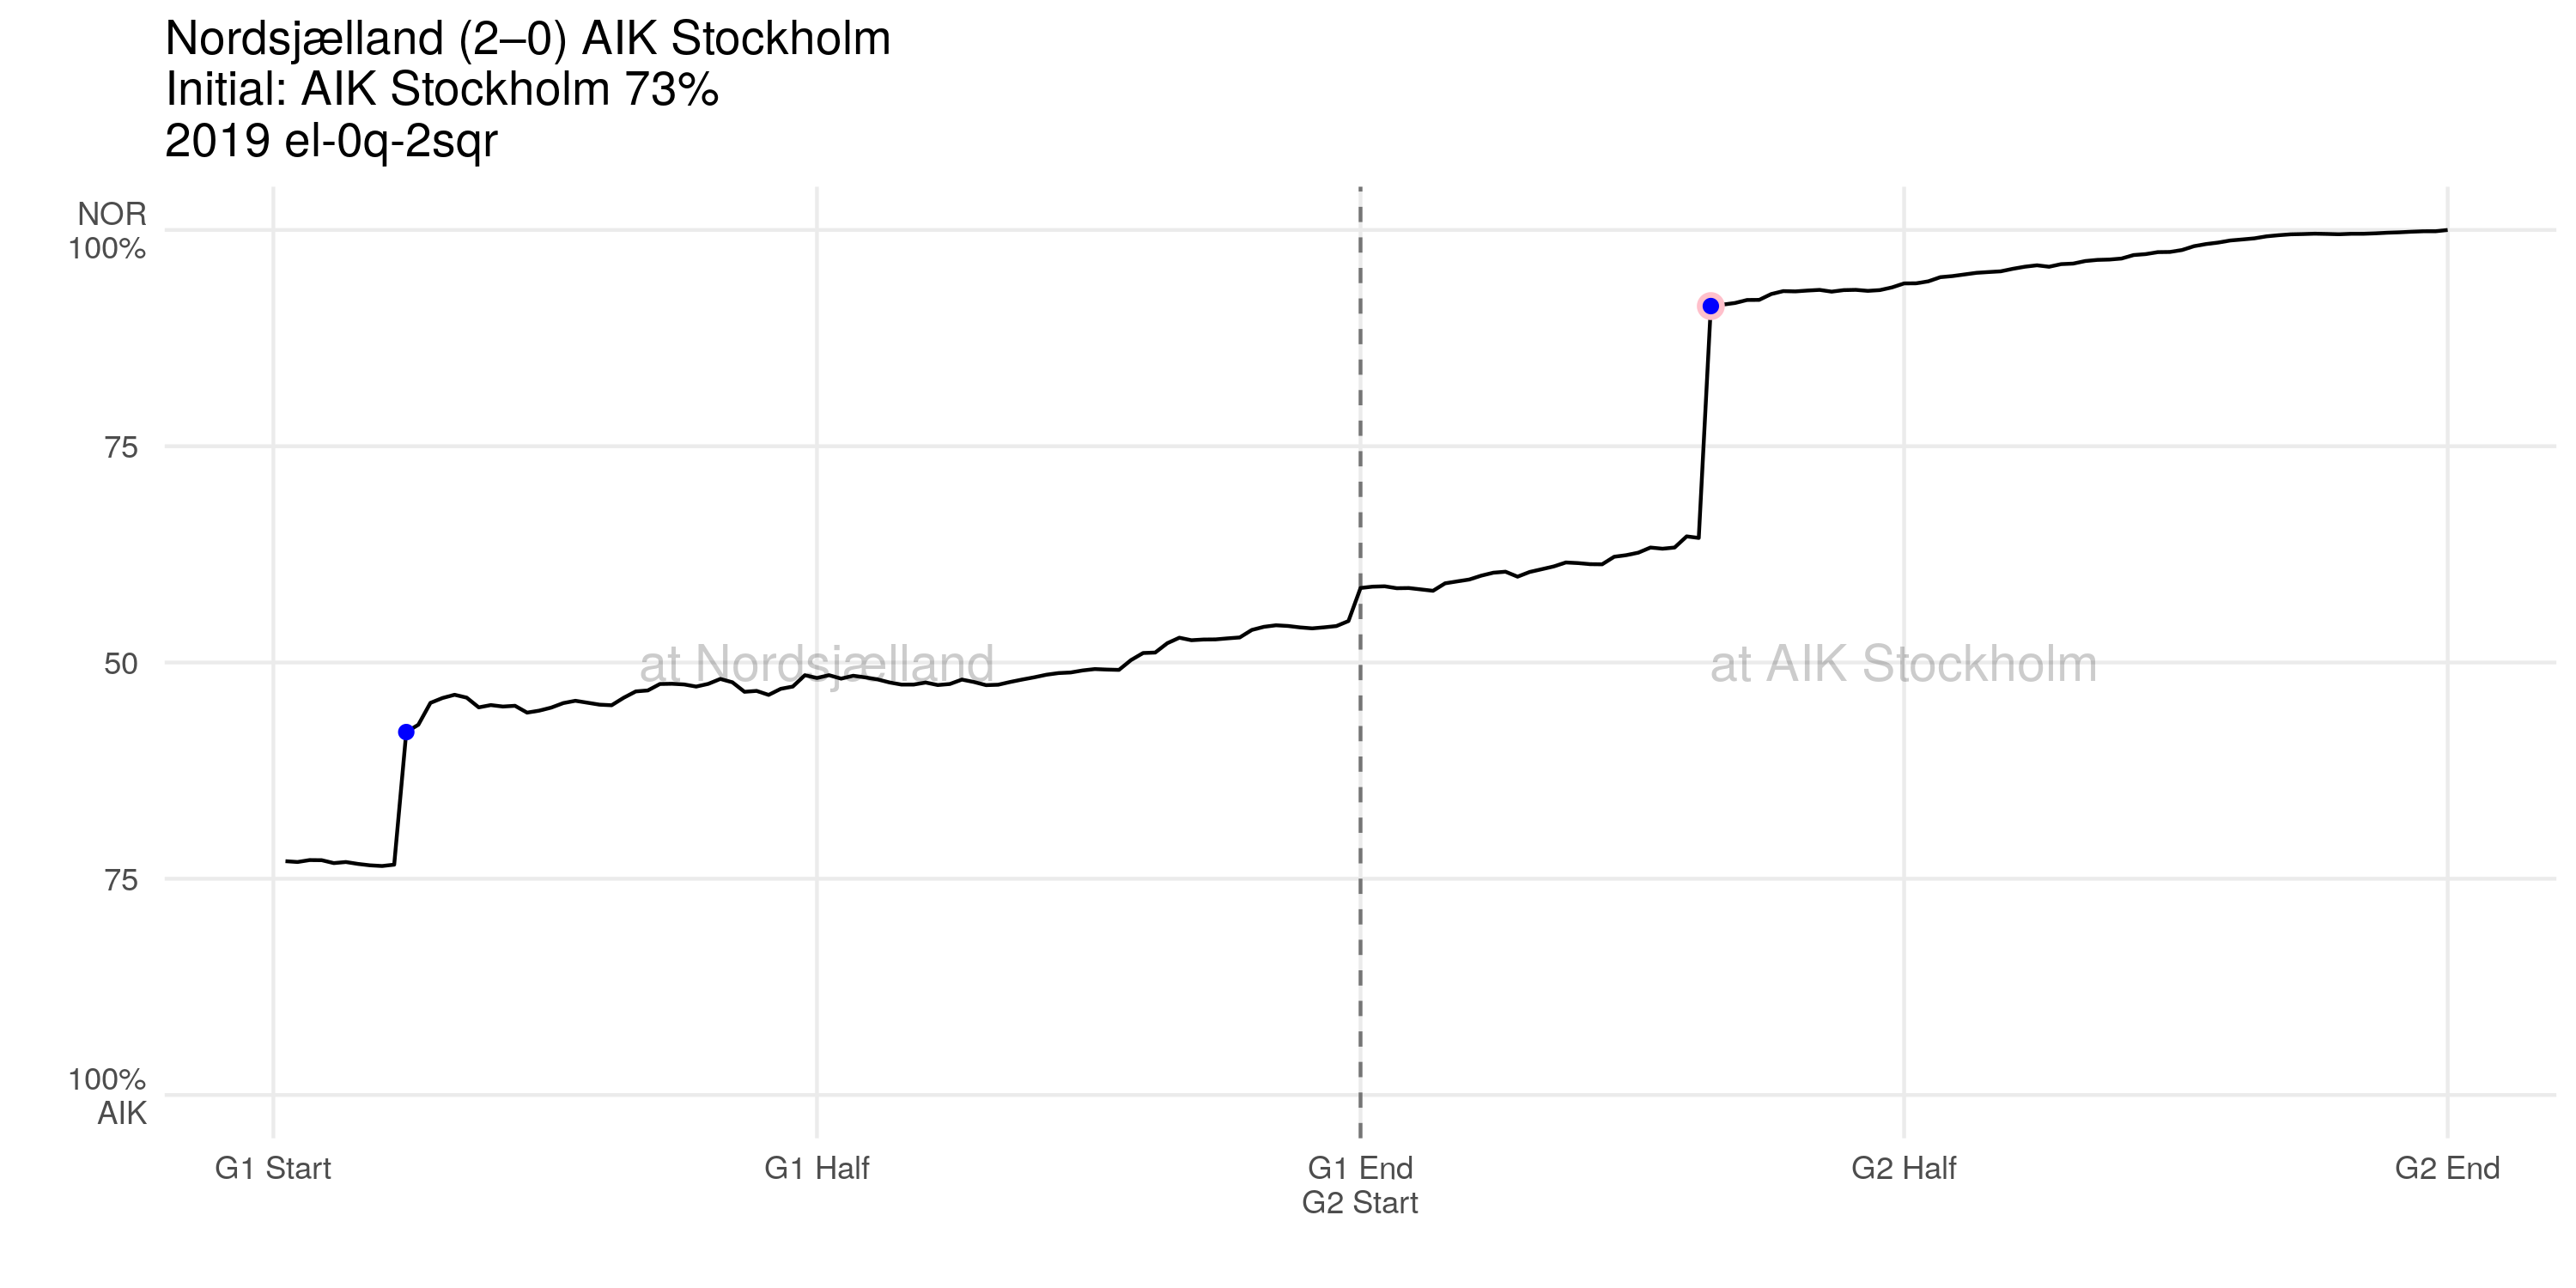 Nordsjælland (2–0) AIK Stockholm
Initial: AIK Stockholm 73%
2019 el-0q-2sqr
NOR
100%
75
50
75
100%
AIK
at Nordsjælland
at AIK Stockholm
G1 Start
G1 Half
G1 End
G2 Start
G2 Half
G2 End